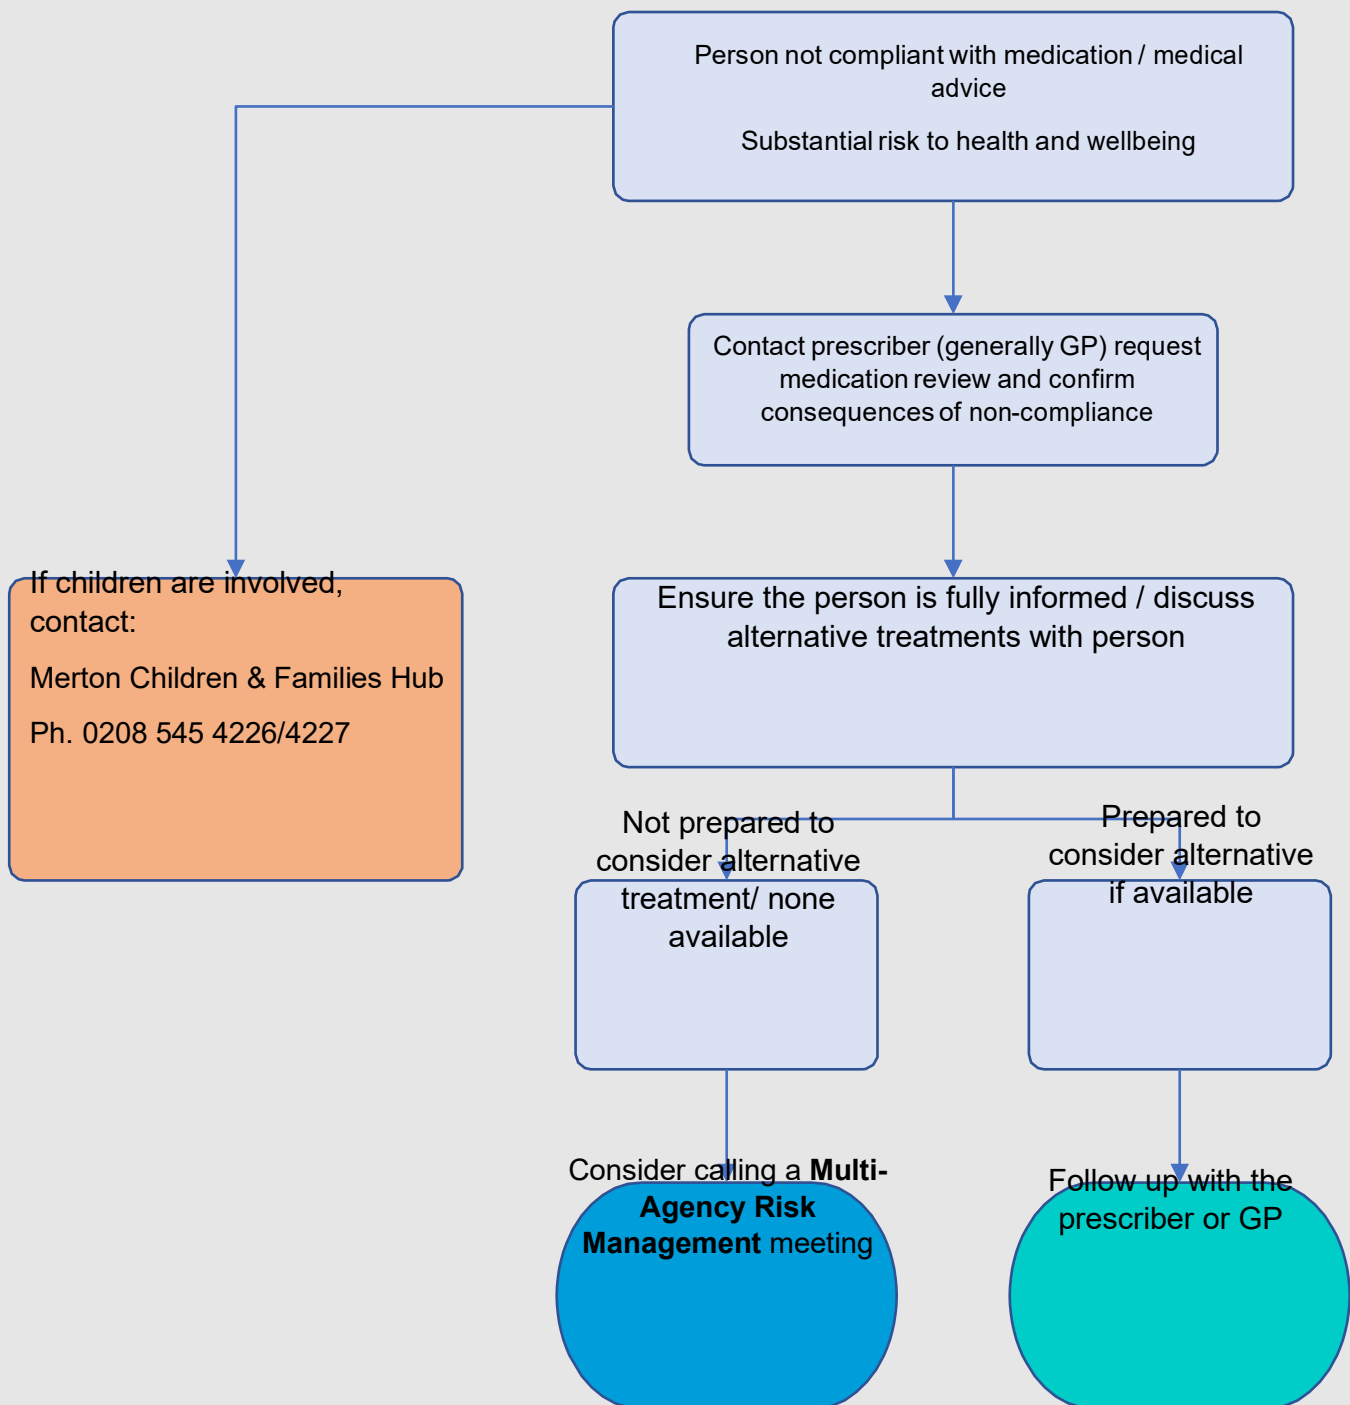 Person not compliant with medication / medical
advice
Substantial risk to health and wellbeing
Contact prescriber (generally GP) request
medication review and confirm
consequences of non-compliance
If children are involved,
contact:
Merton Children & Families Hub
Ph. 0208 545 4226/4227
Ensure the person is fully informed / discuss
alternative treatments with person
Not prepared to
consider alternative
treatment/ none
available
Prepared to
consider alternative
if available
Consider calling a Multi-
Agency Risk
Management meeting
Follow up with the
prescriber or GP